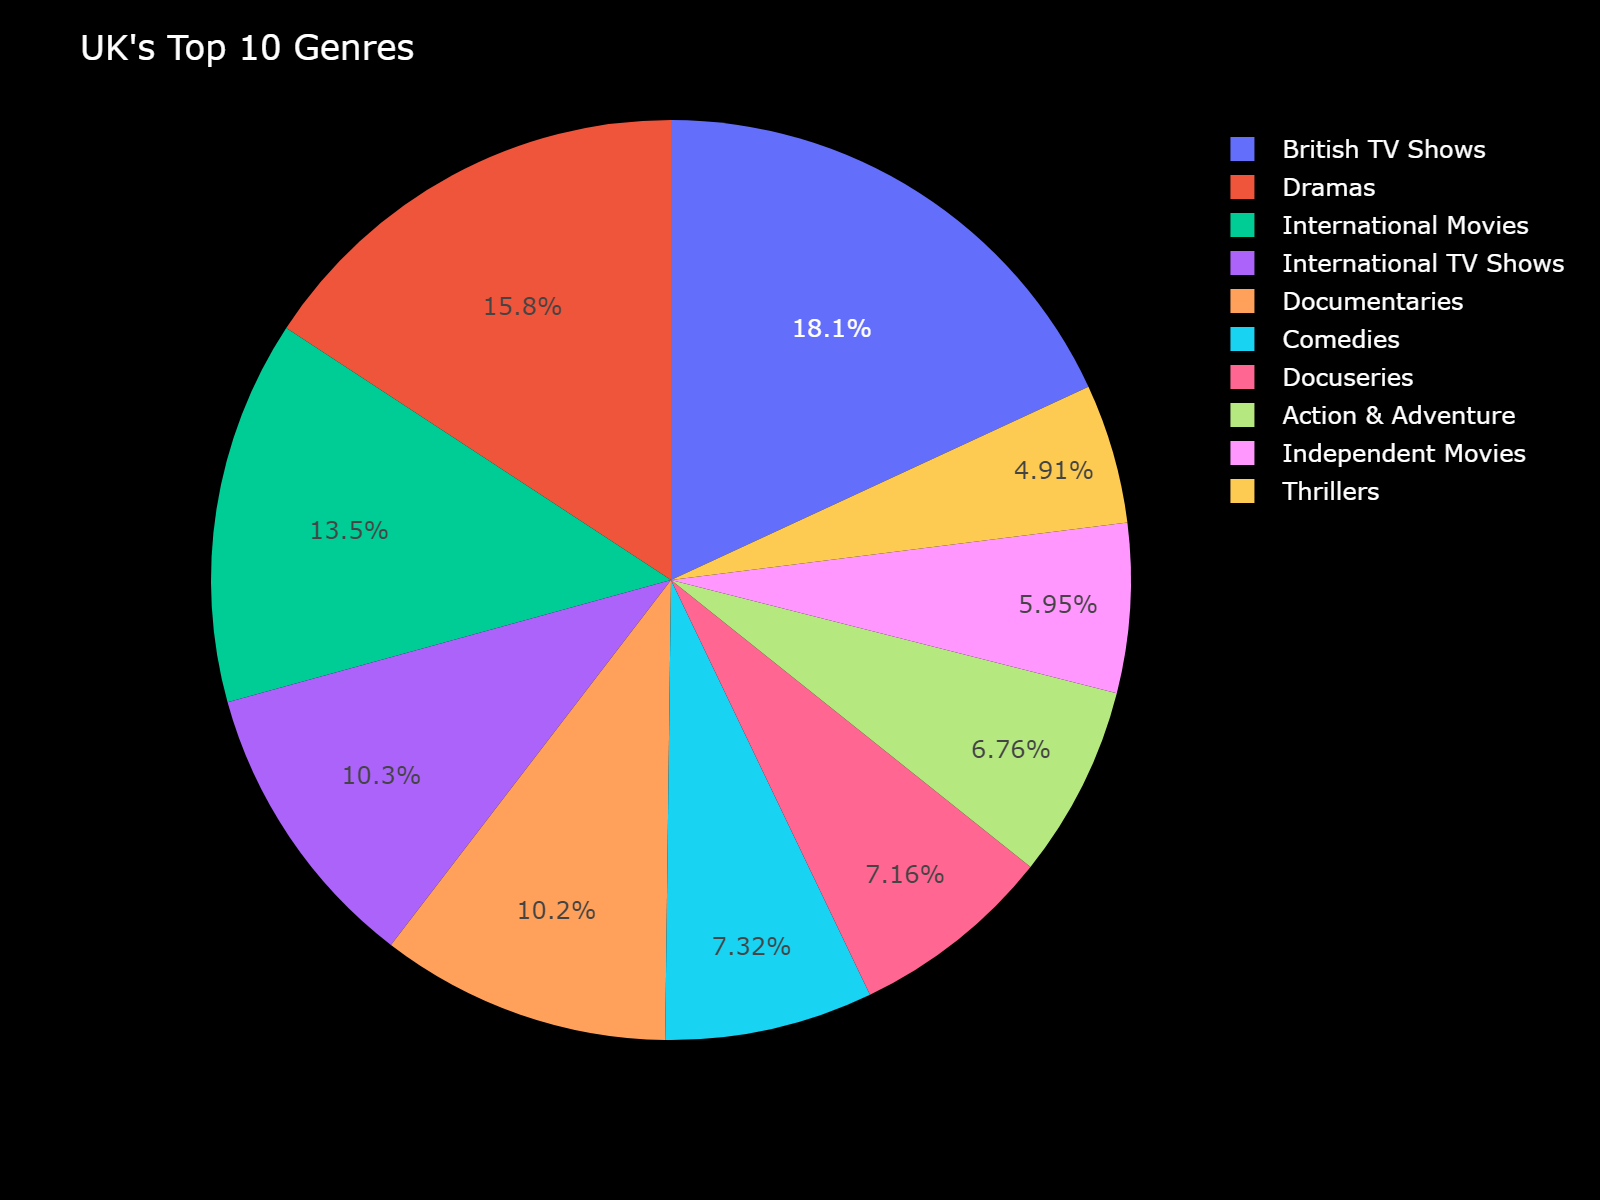 UK's Top 10 Genres
British TV Shows
Dramas
International Movies
International TV Shows
Documentaries
Comedies
Docuseries
Action & Adventure
Independent Movies
Thrillers
15.8%
18.1%
4.91%
13.5%
5.95%
10.3%
6.76%
10.2%
7.32%
7.16%